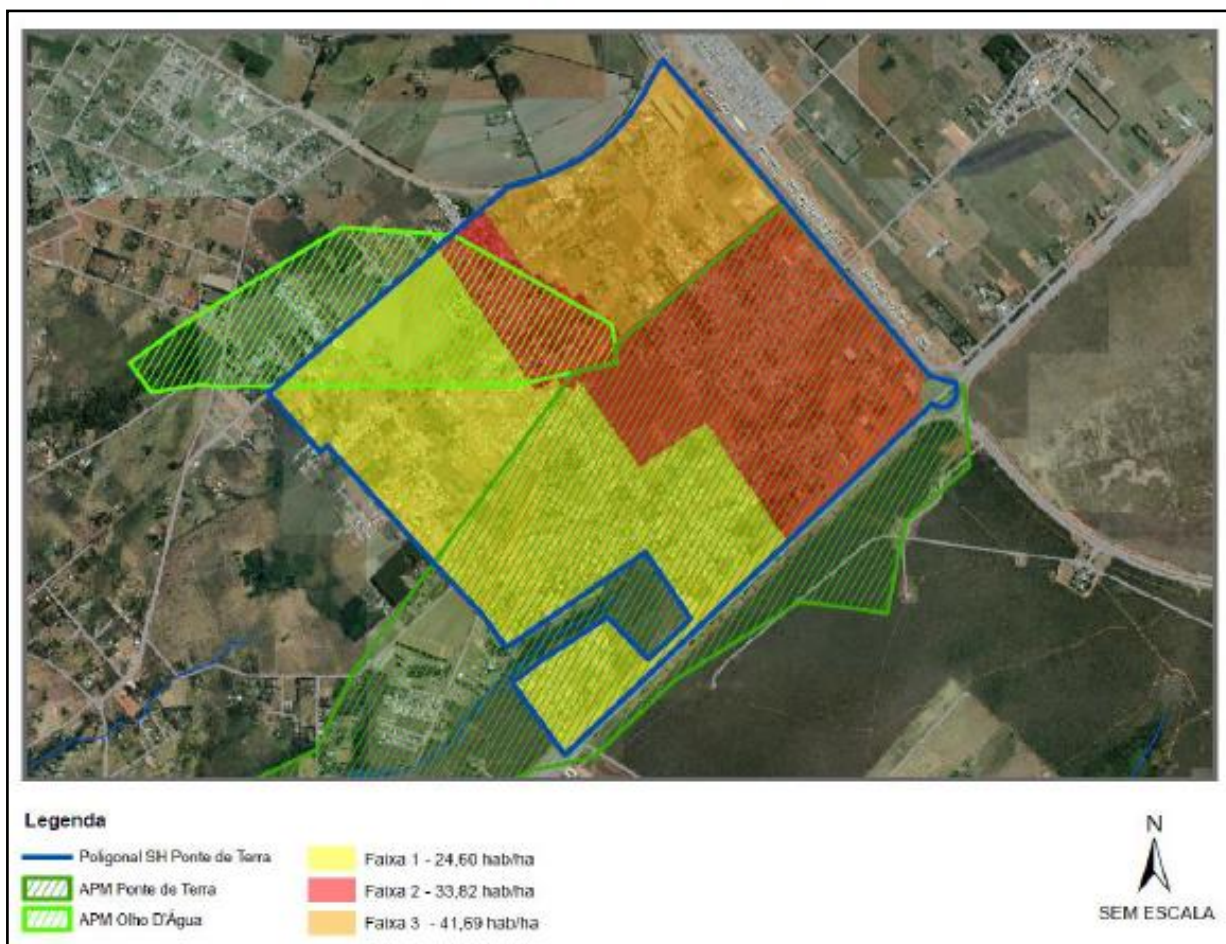 Legenda
Poligonal SH Ponte de Terra
APM Ponte de Terra
APM Olho D'Água
Faixa 1 - 24,60 hab/ha
Faixa 2 - 33,82 hab/ha
Faixa 3 - 41,69 hab/ha
N
SEM ESCALA